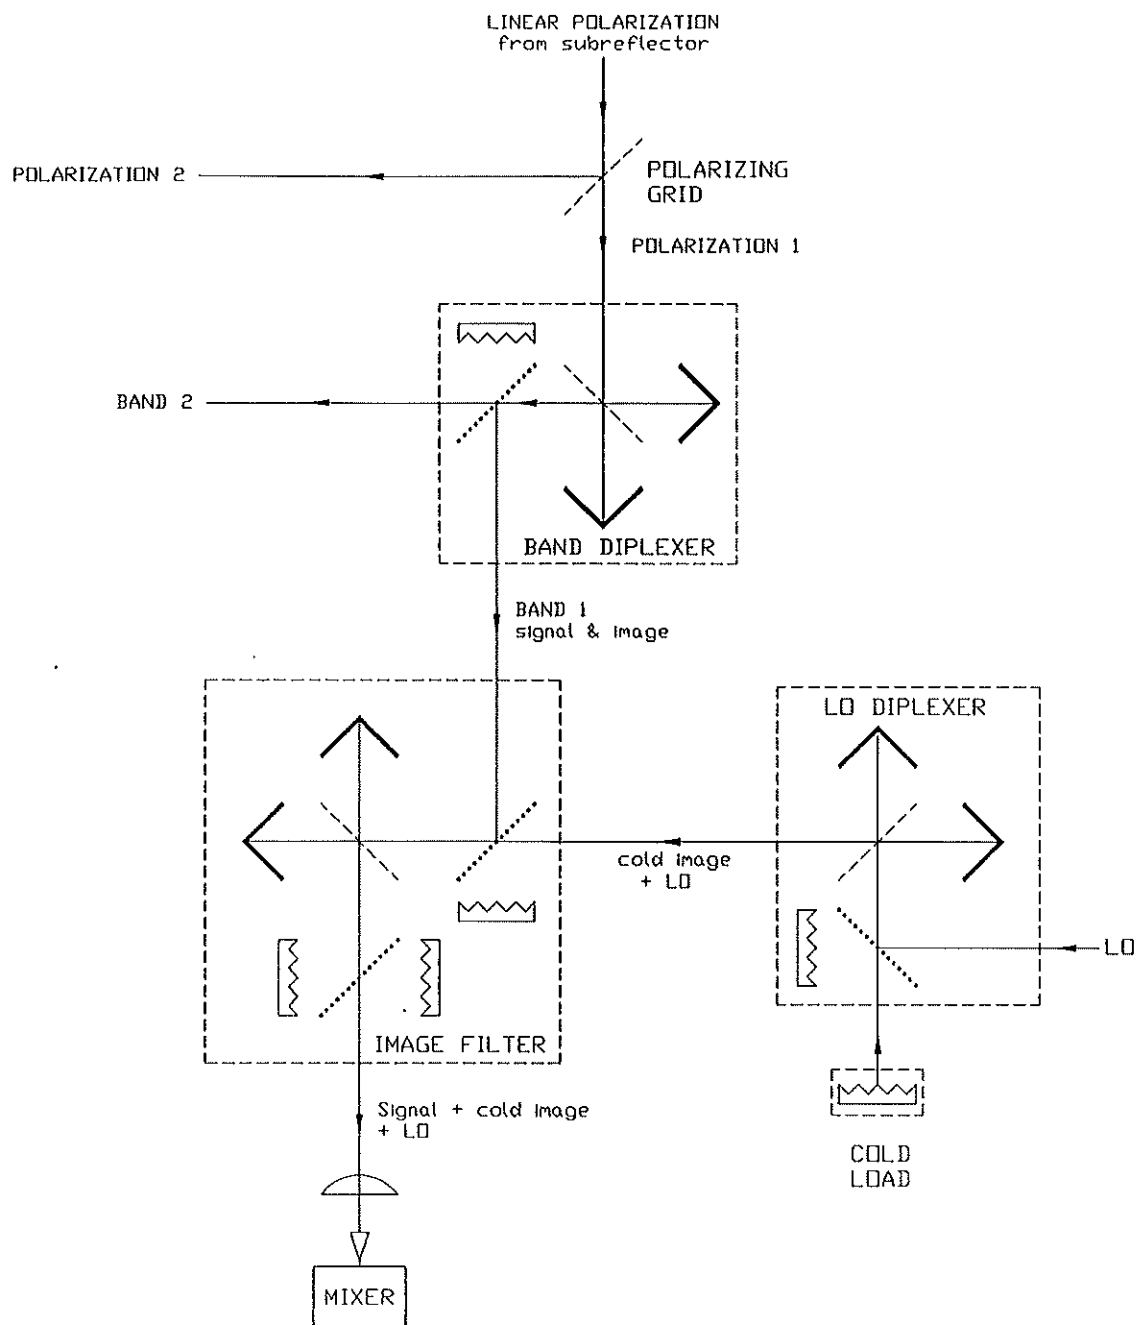 LINEAR POLARIZATION
from subreflector
POLARIZATION 2
POLARIZING
GRID
POLARIZATION 1
BAND 2
BAND DIPLEXER
BAND 1
signal & image
LO DIPLEXER
cold image
+ LO
LO
IMAGE FILTER
Signal + cold image
+ LO
COLD
LOAD
MIXER